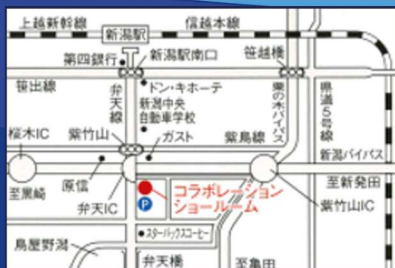 上越新幹線
新潟駅
信越本線
第四銀行
新潟駅南口
笹越橋
笹出線
弁天線
ドン・キホーテ
新潟中央
自動車学校
ガスト
栗の木バイパス
県道5号線
桜木IC
紫竹山
紫鳥線
新潟バイパス
至黒崎
原信
弁天IC
P
コラボレーション
ショールーム
至新発田
紫竹山IC
鳥屋野潟
スターバックスコーヒー
弁天橋
至亀田